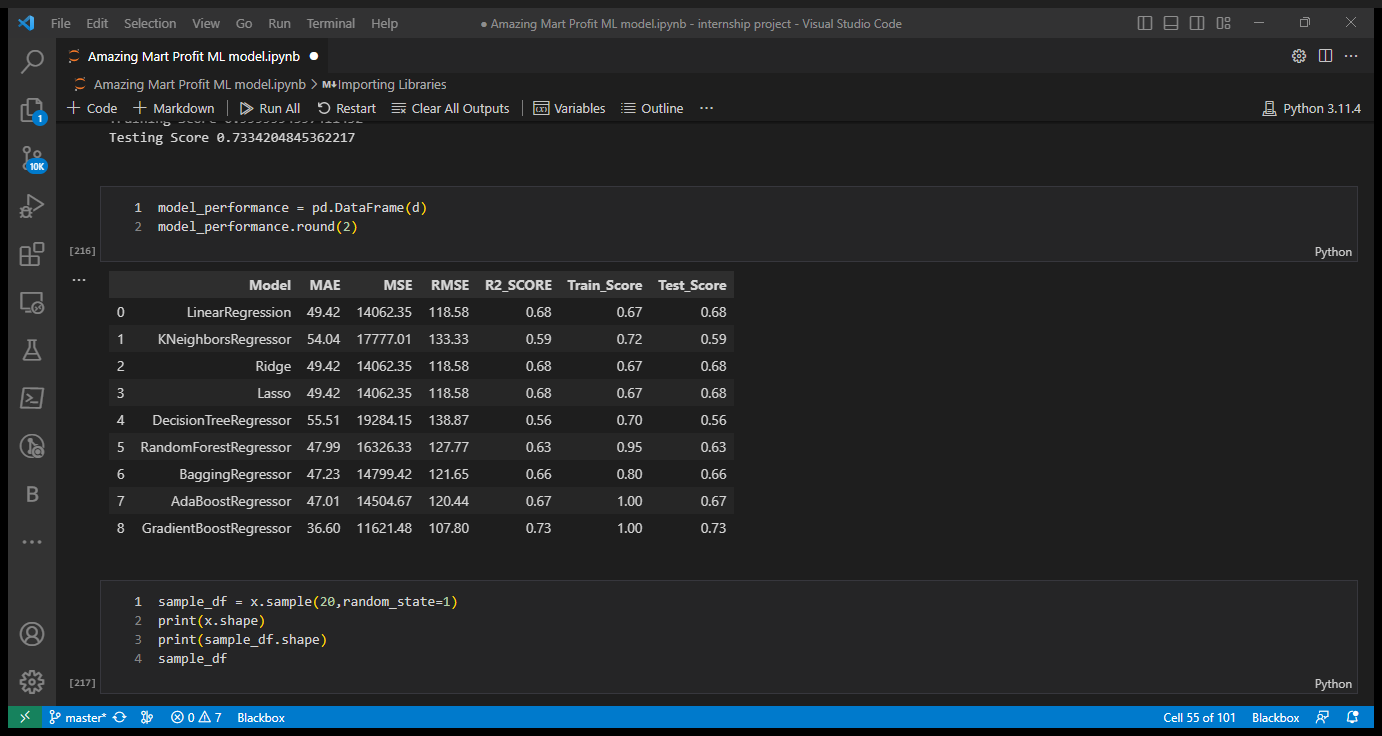 File Edit Selection View Go Run Terminal Help
● Amazing Mart Profit ML model.ipynb - internship project - Visual Studio Code
Amazing Mart Profit ML model.ipynb ●
Amazing Mart Profit ML model.ipynb > M↓Importing Libraries
+ Code + Markdown | Run All Restart Clear All Outputs | Variables Outline ··· Python 3.11.4
Testing Score 0.7334204845362217
1 model_performance = pd.DataFrame(d)
2 model_performance.round(2)
[216] Python
Model MAE MSE RMSE R2_SCORE Train_Score Test_Score
0 LinearRegression 49.42 14062.35 118.58 0.68 0.67 0.68
1 KNeighborsRegressor 54.04 17777.01 133.33 0.59 0.72 0.59
2 Ridge 49.42 14062.35 118.58 0.68 0.67 0.68
3 Lasso 49.42 14062.35 118.58 0.68 0.67 0.68
4 DecisionTreeRegressor 55.51 19284.15 138.87 0.56 0.70 0.56
5 RandomForestRegressor 47.99 16326.33 127.77 0.63 0.95 0.63
6 BaggingRegressor 47.23 14799.42 121.65 0.66 0.80 0.66
7 AdaBoostRegressor 47.01 14504.67 120.44 0.67 1.00 0.67
8 GradientBoostRegressor 36.60 11621.48 107.80 0.73 1.00 0.73
1 sample_df = x.sample(20,random_state=1)
2 print(x.shape)
3 print(sample_df.shape)
4 sample_df
[217] Python
1
10K
B
master* 0 7 Blackbox Cell 55 of 101 Blackbox